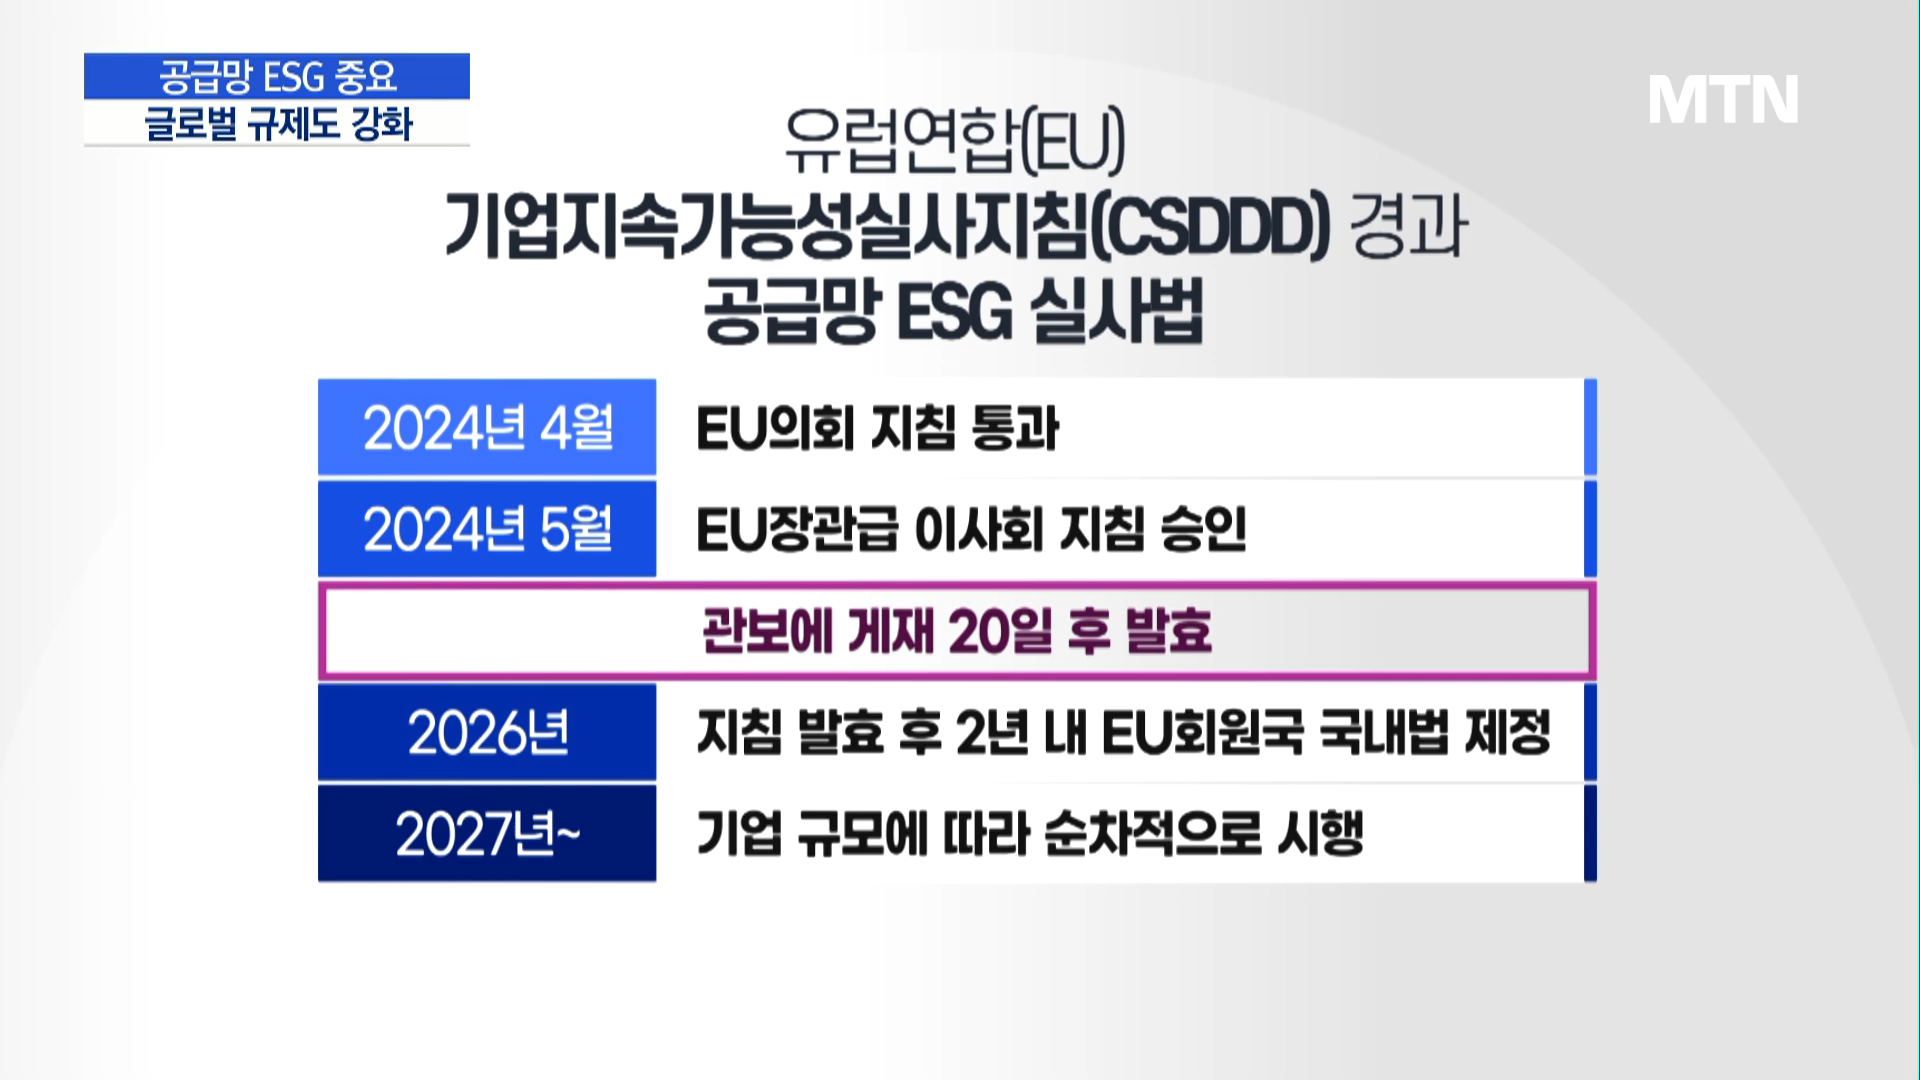 공급망 ESG 중요
글로벌 규제도 강화
MTN
유럽연합(EU)
기업지속가능성실사지침(CSDDD) 경과
공급망 ESG 실사법
2024년 4월 EU의회 지침 통과
2024년 5월 EU장관급 이사회 지침 승인
관보에 게재 20일 후 발효
2026년 지침 발효 후 2년 내 EU회원국 국내법 제정
2027년~ 기업 규모에 따라 순차적으로 시행